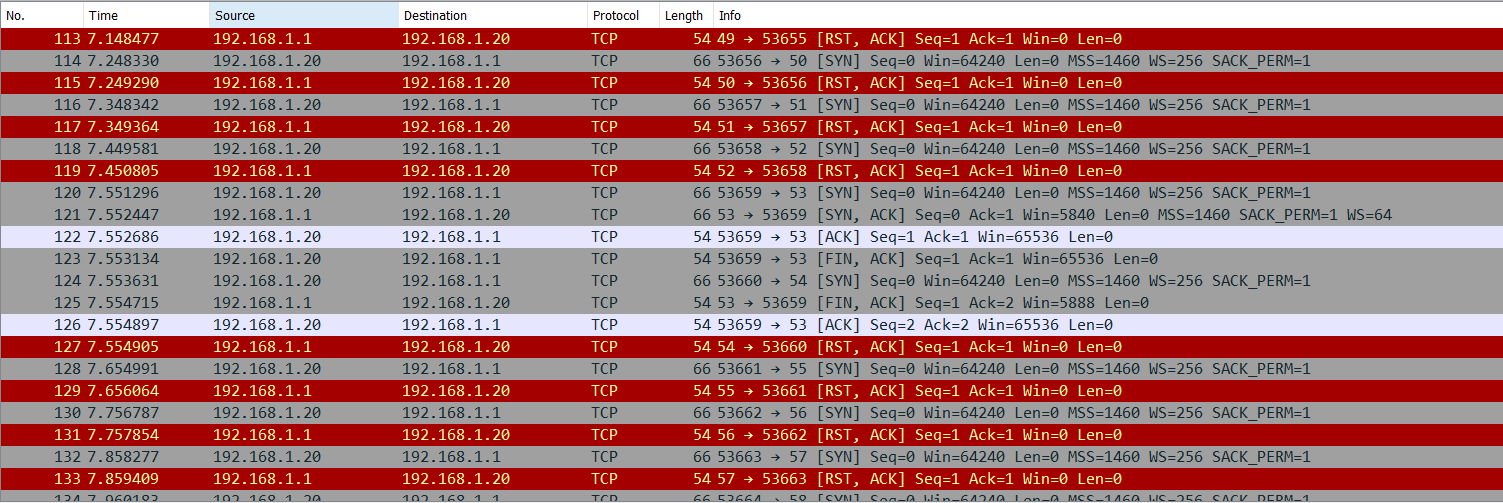 No. Time Source Destination Protocol Length Info
113 7.148477 192.168.1.1 192.168.1.20 TCP 54 49 → 53655 [RST, ACK] Seq=1 Ack=1 Win=0 Len=0
114 7.248330 192.168.1.20 192.168.1.1 TCP 66 53656 → 50 [SYN] Seq=0 Win=64240 Len=0 MSS=1460 WS=256 SACK_PERM=1
115 7.249290 192.168.1.1 192.168.1.20 TCP 54 50 → 53656 [RST, ACK] Seq=1 Ack=1 Win=0 Len=0
116 7.348342 192.168.1.20 192.168.1.1 TCP 66 53657 → 51 [SYN] Seq=0 Win=64240 Len=0 MSS=1460 WS=256 SACK_PERM=1
117 7.349364 192.168.1.1 192.168.1.20 TCP 54 51 → 53657 [RST, ACK] Seq=1 Ack=1 Win=0 Len=0
118 7.449581 192.168.1.20 192.168.1.1 TCP 66 53658 → 52 [SYN] Seq=0 Win=64240 Len=0 MSS=1460 WS=256 SACK_PERM=1
119 7.450805 192.168.1.1 192.168.1.20 TCP 54 52 → 53658 [RST, ACK] Seq=1 Ack=1 Win=0 Len=0
120 7.551296 192.168.1.20 192.168.1.1 TCP 66 53659 → 53 [SYN] Seq=0 Win=64240 Len=0 MSS=1460 WS=256 SACK_PERM=1
121 7.552447 192.168.1.1 192.168.1.20 TCP 66 53 → 53659 [SYN, ACK] Seq=0 Ack=1 Win=5840 Len=0 MSS=1460 SACK_PERM=1 WS=64
122 7.552686 192.168.1.20 192.168.1.1 TCP 54 53659 → 53 [ACK] Seq=1 Ack=1 Win=65536 Len=0
123 7.553134 192.168.1.20 192.168.1.1 TCP 54 53659 → 53 [FIN, ACK] Seq=1 Ack=1 Win=65536 Len=0
124 7.553631 192.168.1.20 192.168.1.1 TCP 66 53660 → 54 [SYN] Seq=0 Win=64240 Len=0 MSS=1460 WS=256 SACK_PERM=1
125 7.554715 192.168.1.1 192.168.1.20 TCP 54 53 → 53659 [FIN, ACK] Seq=1 Ack=2 Win=5888 Len=0
126 7.554897 192.168.1.20 192.168.1.1 TCP 54 53659 → 53 [ACK] Seq=2 Ack=2 Win=65536 Len=0
127 7.554905 192.168.1.1 192.168.1.20 TCP 54 54 → 53660 [RST, ACK] Seq=1 Ack=1 Win=0 Len=0
128 7.654991 192.168.1.20 192.168.1.1 TCP 66 53661 → 55 [SYN] Seq=0 Win=64240 Len=0 MSS=1460 WS=256 SACK_PERM=1
129 7.656064 192.168.1.1 192.168.1.20 TCP 54 55 → 53661 [RST, ACK] Seq=1 Ack=1 Win=0 Len=0
130 7.756787 192.168.1.20 192.168.1.1 TCP 66 53662 → 56 [SYN] Seq=0 Win=64240 Len=0 MSS=1460 WS=256 SACK_PERM=1
131 7.757854 192.168.1.1 192.168.1.20 TCP 54 56 → 53662 [RST, ACK] Seq=1 Ack=1 Win=0 Len=0
132 7.858277 192.168.1.20 192.168.1.1 TCP 66 53663 → 57 [SYN] Seq=0 Win=64240 Len=0 MSS=1460 WS=256 SACK_PERM=1
133 7.859409 192.168.1.1 192.168.1.20 TCP 54 57 → 53663 [RST, ACK] Seq=1 Ack=1 Win=0 Len=0
134 7.960183 192.168.1.20 192.168.1.1 TCP 66 53664 → 58 [SYN] Seq=0 Win=64240 Len=0 MSS=1460 WS=256 SACK_PERM=1